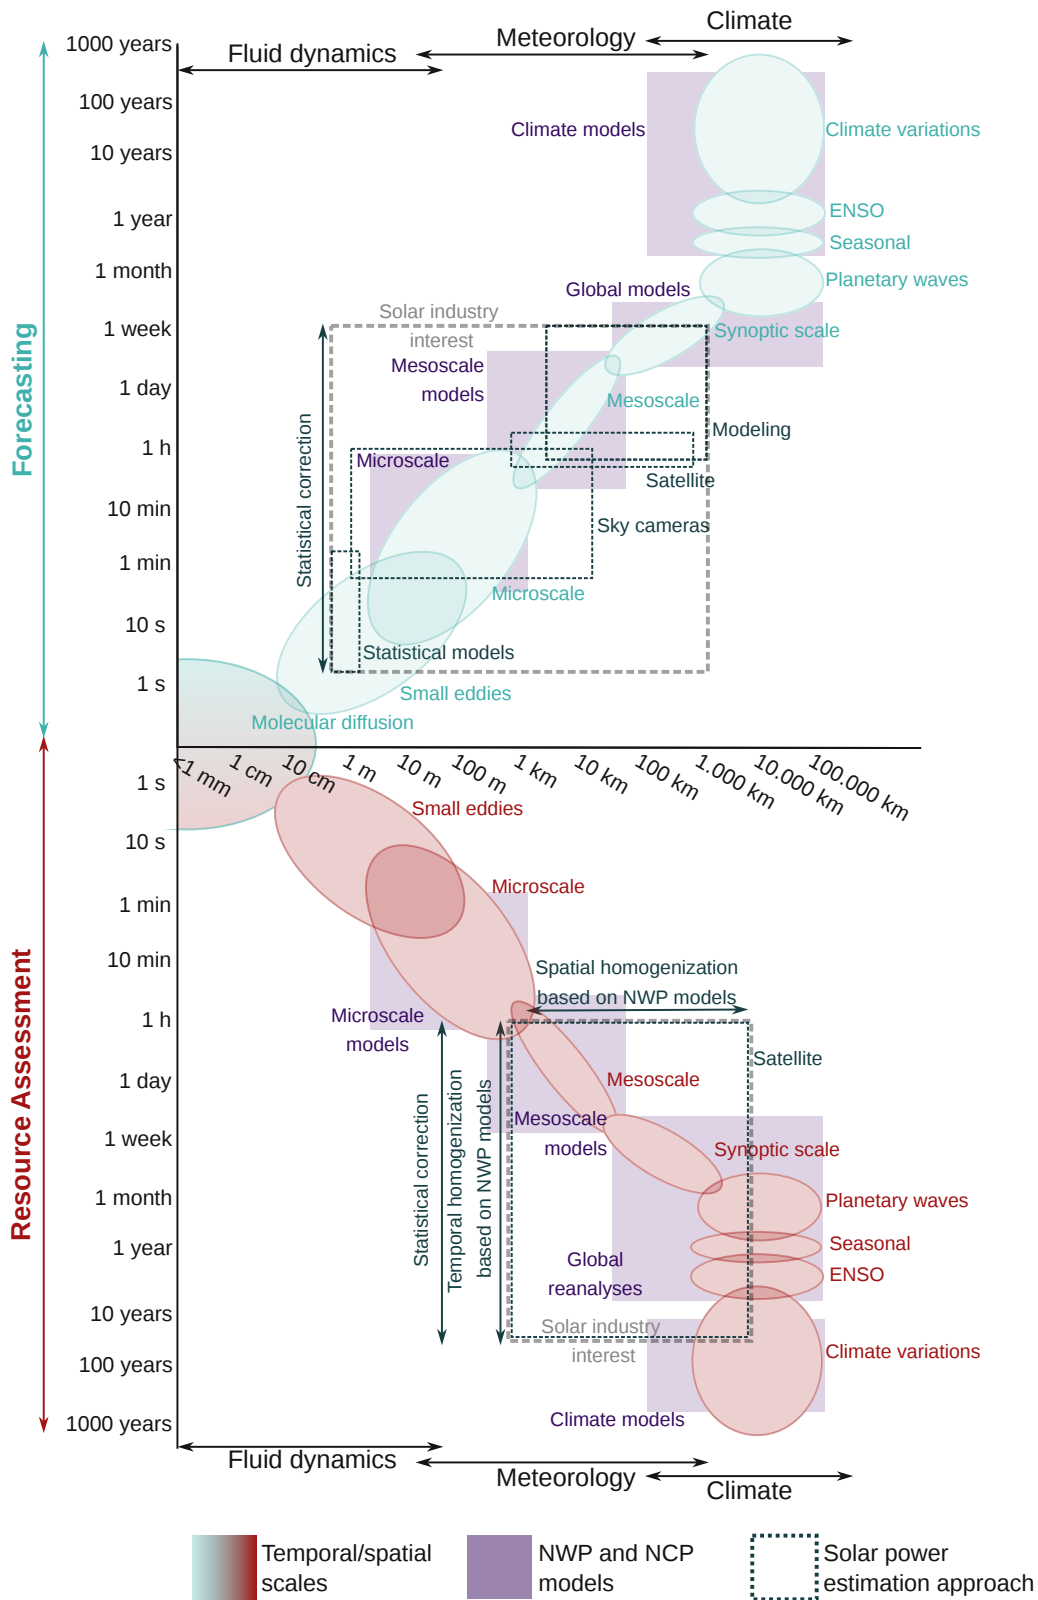 Climate
Meteorology
Fluid dynamics
1000 years
100 years
10 years
1 year
1 month
1 week
1 day
1 h
10 min
1 min
10 s
1 s
Forecasting
Climate models
Climate variations
ENSO
Seasonal
Planetary waves
Global models
Solar industry
interest
Synoptic scale
Mesoscale
models
Mesoscale
Modeling
Microscale
Satellite
Sky cameras
Statistical correction
Microscale
Statistical models
Small eddies
Molecular diffusion
<1 mm
1 cm
10 cm
1 m
10 m
100 m
1 km
10 km
100 km
1.000 km
10.000 km
100.000 km
1 s
10 s
1 min
10 min
1 h
1 day
1 week
1 month
1 year
10 years
100 years
1000 years
Resource Assessment
Small eddies
Microscale
Spatial homogenization
based on NWP models
Microscale
models
Satellite
Statistical correction
Temporal homogenization
based on NWP models
Mesoscale
Mesoscale
models
Synoptic scale
Planetary waves
Seasonal
Global
reanalyses
ENSO
Solar industry
interest
Climate variations
Climate models
Fluid dynamics
Meteorology
Climate
Temporal/spatial
scales
NWP and NCP
models
Solar power
estimation approach